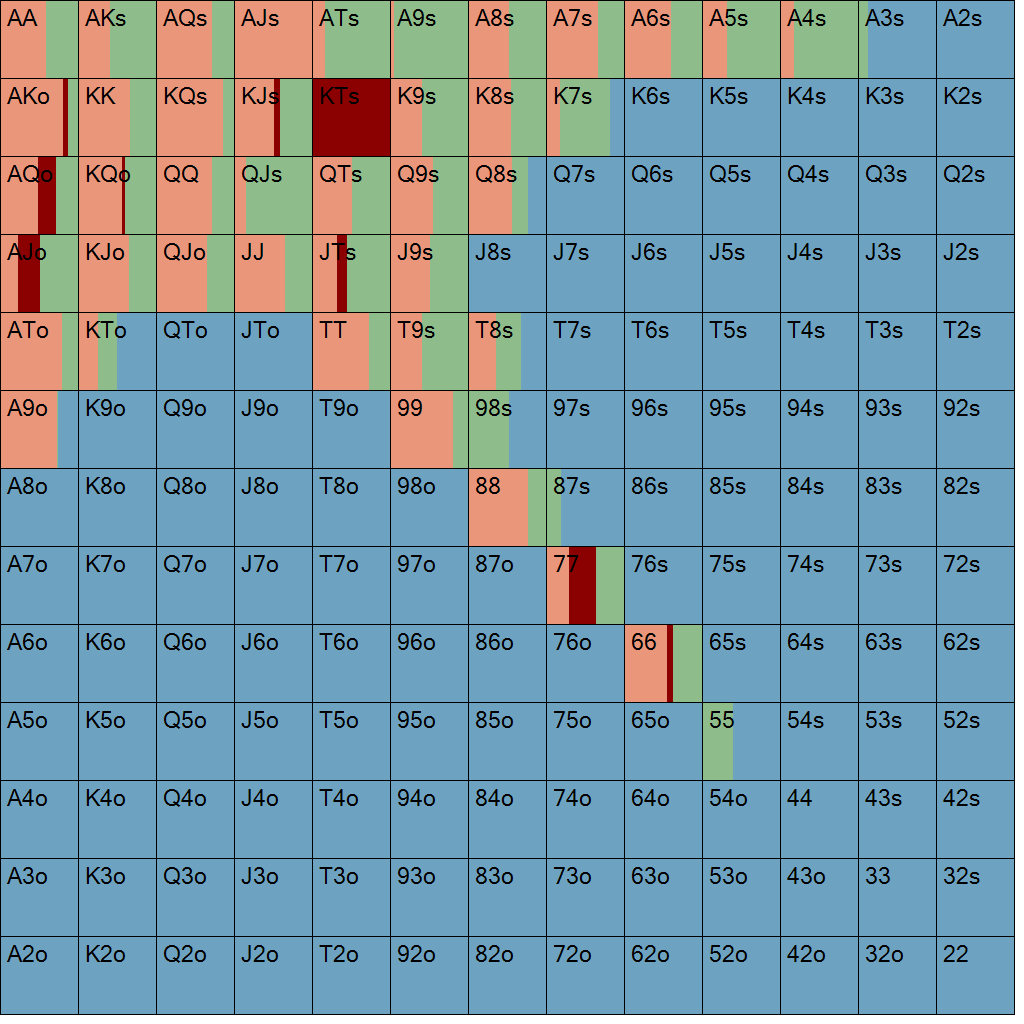 AA AKs AQs AJs ATs A9s A8s A7s A6s A5s A4s A3s A2s
AKo KK KQs KJs KTs K9s K8s K7s K6s K5s K4s K3s K2s
AQo KQo QQ QJs QTs Q9s Q8s Q7s Q6s Q5s Q4s Q3s Q2s
AJo KJo QJo JJ JTs J9s J8s J7s J6s J5s J4s J3s J2s
ATo KTo QTo JTo TT T9s T8s T7s T6s T5s T4s T3s T2s
A9o K9o Q9o J9o T9o 99 98s 97s 96s 95s 94s 93s 92s
A8o K8o Q8o J8o T8o 98o 88 87s 86s 85s 84s 83s 82s
A7o K7o Q7o J7o T7o 97o 87o 77 76s 75s 74s 73s 72s
A6o K6o Q6o J6o T6o 96o 86o 76o 66 65s 64s 63s 62s
A5o K5o Q5o J5o T5o 95o 85o 75o 65o 55 54s 53s 52s
A4o K4o Q4o J4o T4o 94o 84o 74o 64o 54o 44 43s 42s
A3o K3o Q3o J3o T3o 93o 83o 73o 63o 53o 43o 33 32s
A2o K2o Q2o J2o T2o 92o 82o 72o 62o 52o 42o 32o 22